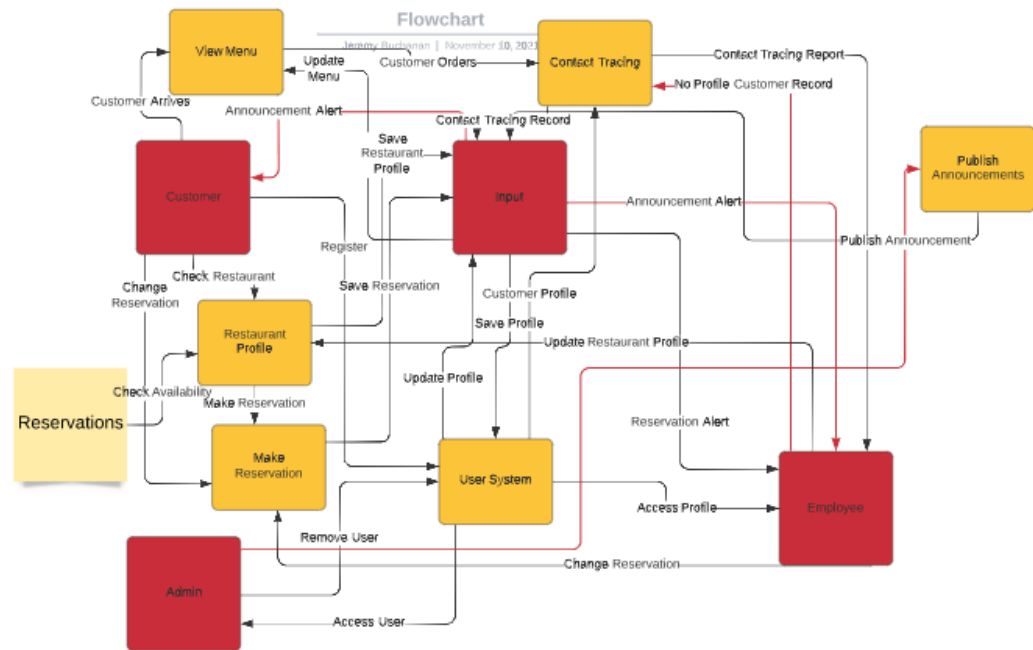 Flowchart
Jeremy Buchanan | November 10, 2021
View Menu
Update
Menu
Customer Orders
Contact Tracing
Contact Tracing Report
No Profile Customer Record
Customer Arrives
Announcement Alert
Contact Tracing Record
Save
Restaurant
Profile
Publish
Announcements
Customer
Input
Announcement Alert
Register
Publish Announcement
Check Restaurant
Change
Reservation
Save Reservation
Customer Profile
Save Profile
Restaurant
Profile
Update Restaurant Profile
Update Profile
Check Availability
Make Reservation
Reservations
Reservation Alert
Make
Reservation
User System
Access Profile
Employee
Remove User
Change Reservation
Admin
Access User